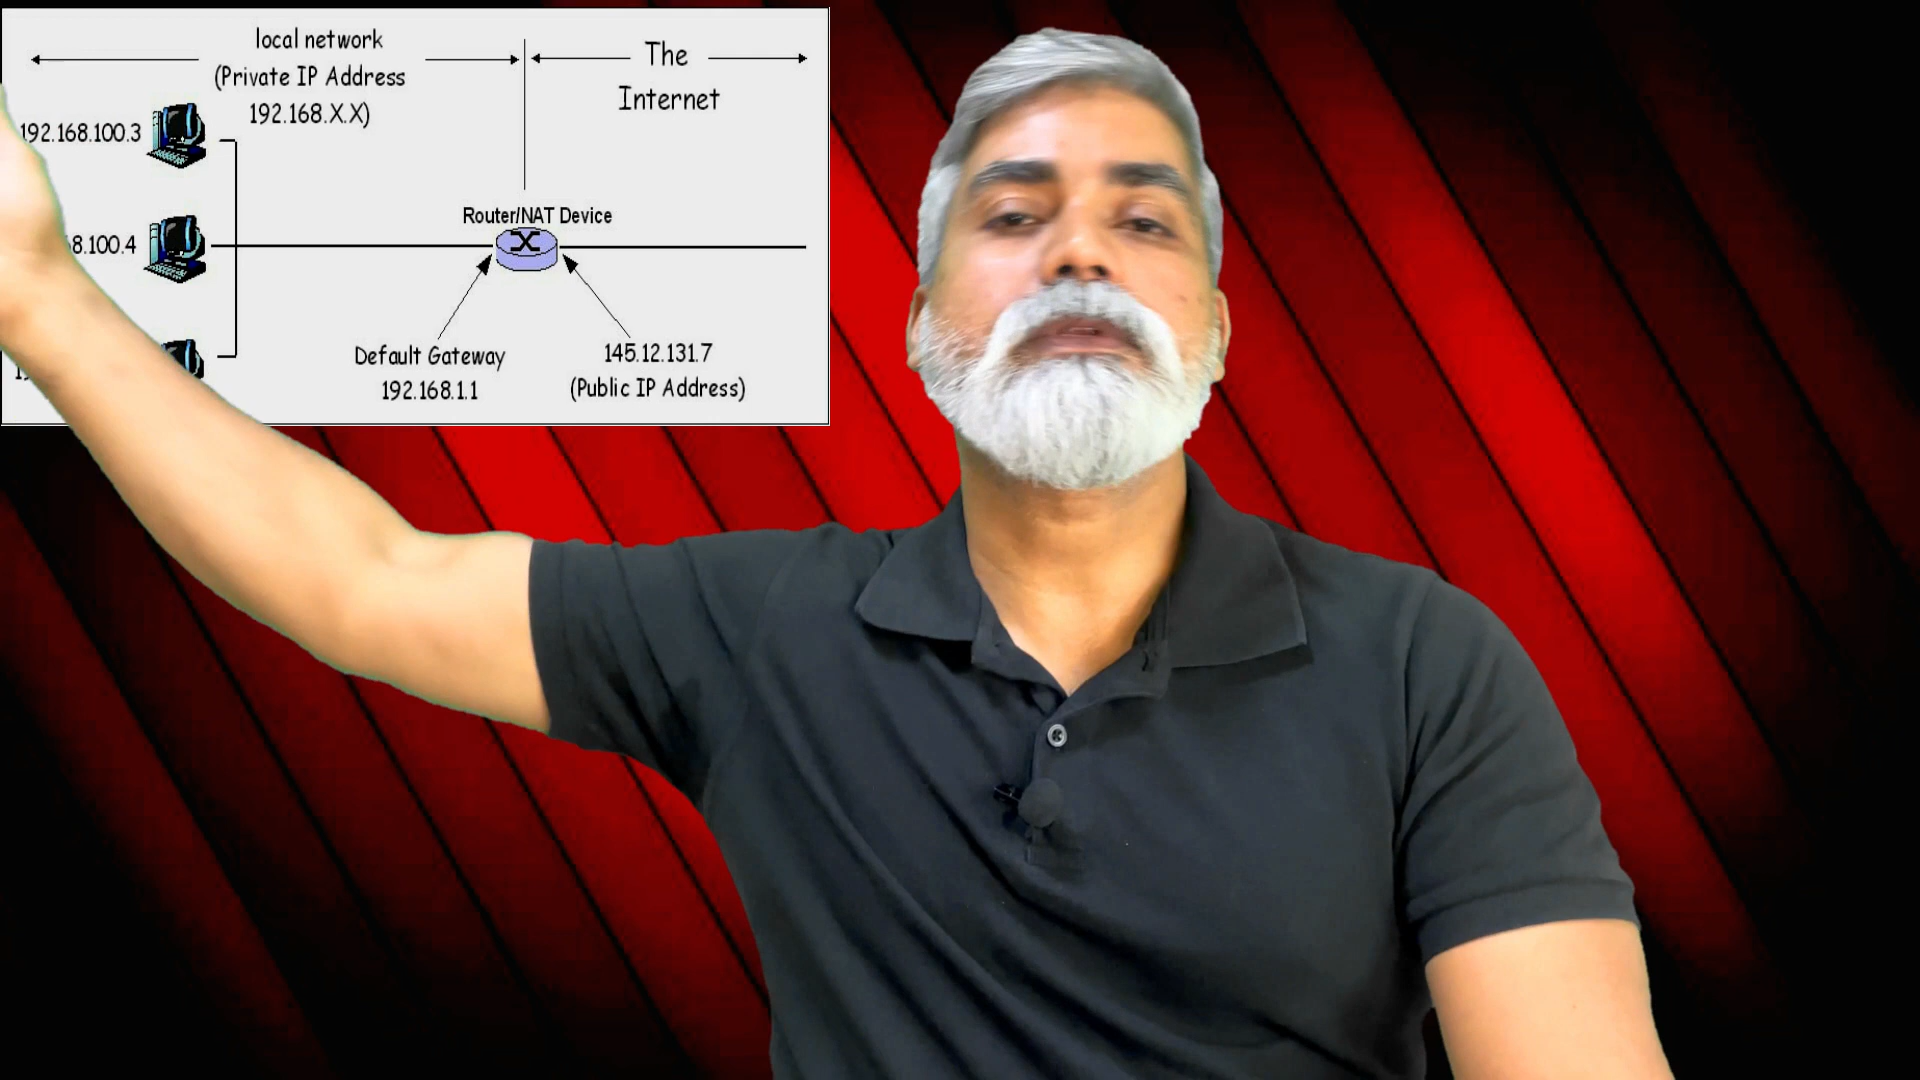 local network
(Private IP Address
192.168.X.X)
The
Internet
192.168.100.3
8.100.4
Router/NAT Device
Default Gateway
192.168.1.1
145.12.131.7
(Public IP Address)